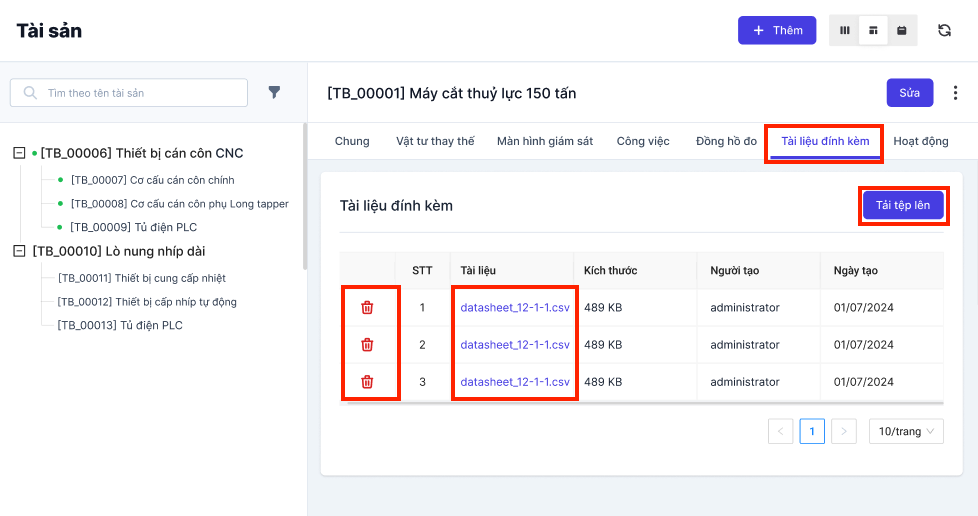 Tài sản
Thêm
Tìm theo tên tài sản
[TB_00006] Thiết bị cán côn CNC
[TB_00007] Cơ cấu cán côn chính
[TB_00008] Cơ cấu cán côn phụ Long tapper
[TB_00009] Tủ điện PLC
[TB_00010] Lò nung nhíp dài
[TB_00011] Thiết bị cung cấp nhiệt
[TB_00012] Thiết bị cấp nhíp tự động
[TB_00013] Tủ điện PLC
[TB_00001] Máy cắt thuỷ lực 150 tấn
Sửa
Chung Vật tư thay thế Màn hình giám sát Công việc Đồng hồ đo Tài liệu đính kèm Hoạt động
Tài liệu đính kèm
Tải tệp lên
STT Tài liệu Kích thước Người tạo Ngày tạo
1 datasheet_12-1-1.csv 489 KB administrator 01/07/2024
2 datasheet_12-1-1.csv 489 KB administrator 01/07/2024
3 datasheet_12-1-1.csv 489 KB administrator 01/07/2024
< 1 > 10/trang